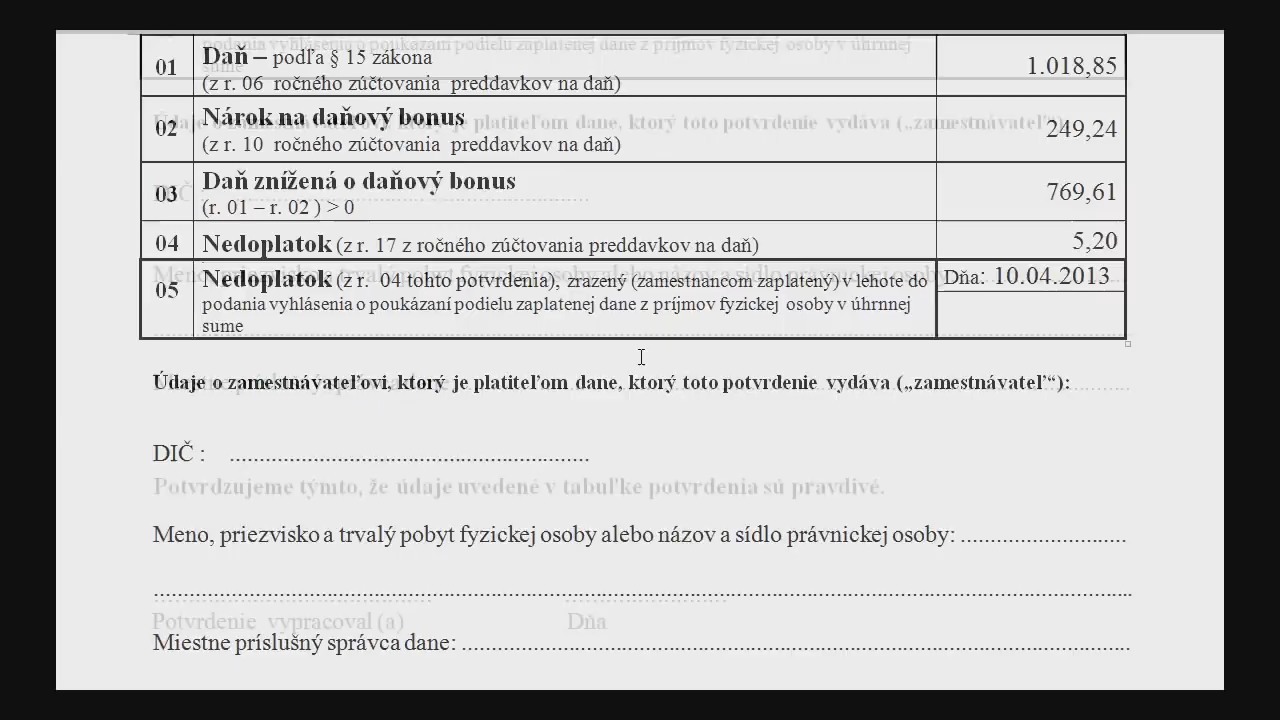 01 Daň – podľa § 15 zákona 1.018,85
(z r. 06 ročného zúčtovania preddavkov na daň)
02 Nárok na daňový bonus 249,24
(z r. 10 ročného zúčtovania preddavkov na daň)
03 Daň znížená o daňový bonus 769,61
(r. 01 – r. 02 ) > 0
04 Nedoplatok (z r. 17 z ročného zúčtovania preddavkov na daň) 5,20
05 Nedoplatok (z r. 04 tohto potvrdenia), zrazený (zamestnancom zaplatený) v lehote do Dňa: 10.04.2013
podania vyhlásenia o poukázaní podielu zaplatenej dane z príjmov fyzickej osoby v úhrnnej
sume
Údaje o zamestnávateľovi, ktorý je platiteľom dane, ktorý toto potvrdenie vydáva („zamestnávateľ“):
DIČ : ............................................................
Potvrdzujeme týmto, že údaje uvedené v tabuľke potvrdenia sú pravdivé.
Meno, priezvisko a trvalý pobyt fyzickej osoby alebo názov a sídlo právnickej osoby: ............................
Potvrdenie vypracoval (a) Dňa
Miestne príslušný správca dane: ................................................................................................................